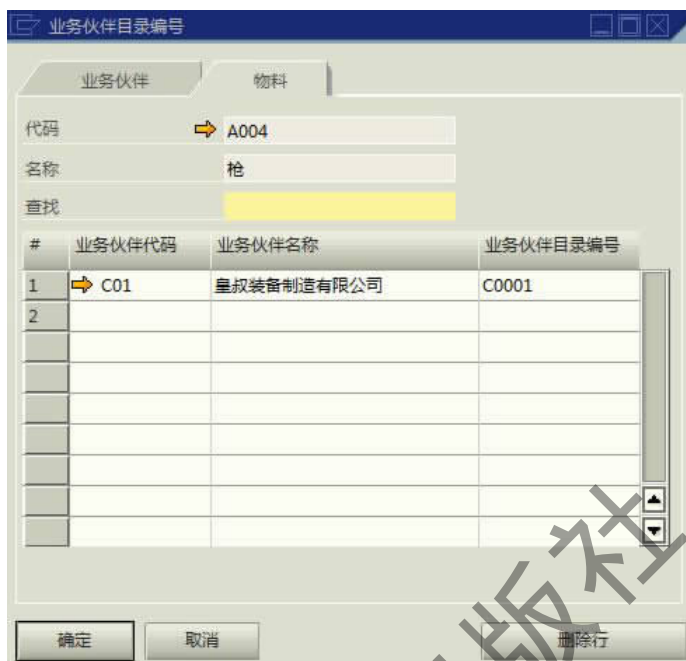 业务伙伴目录编号
业务伙伴 物料
代码 A004
名称 枪
查找
# 业务伙伴代码 业务伙伴名称 业务伙伴目录编号
1 C01 皇叔装备制造有限公司 C0001
2
确定 取消 删除行
版社